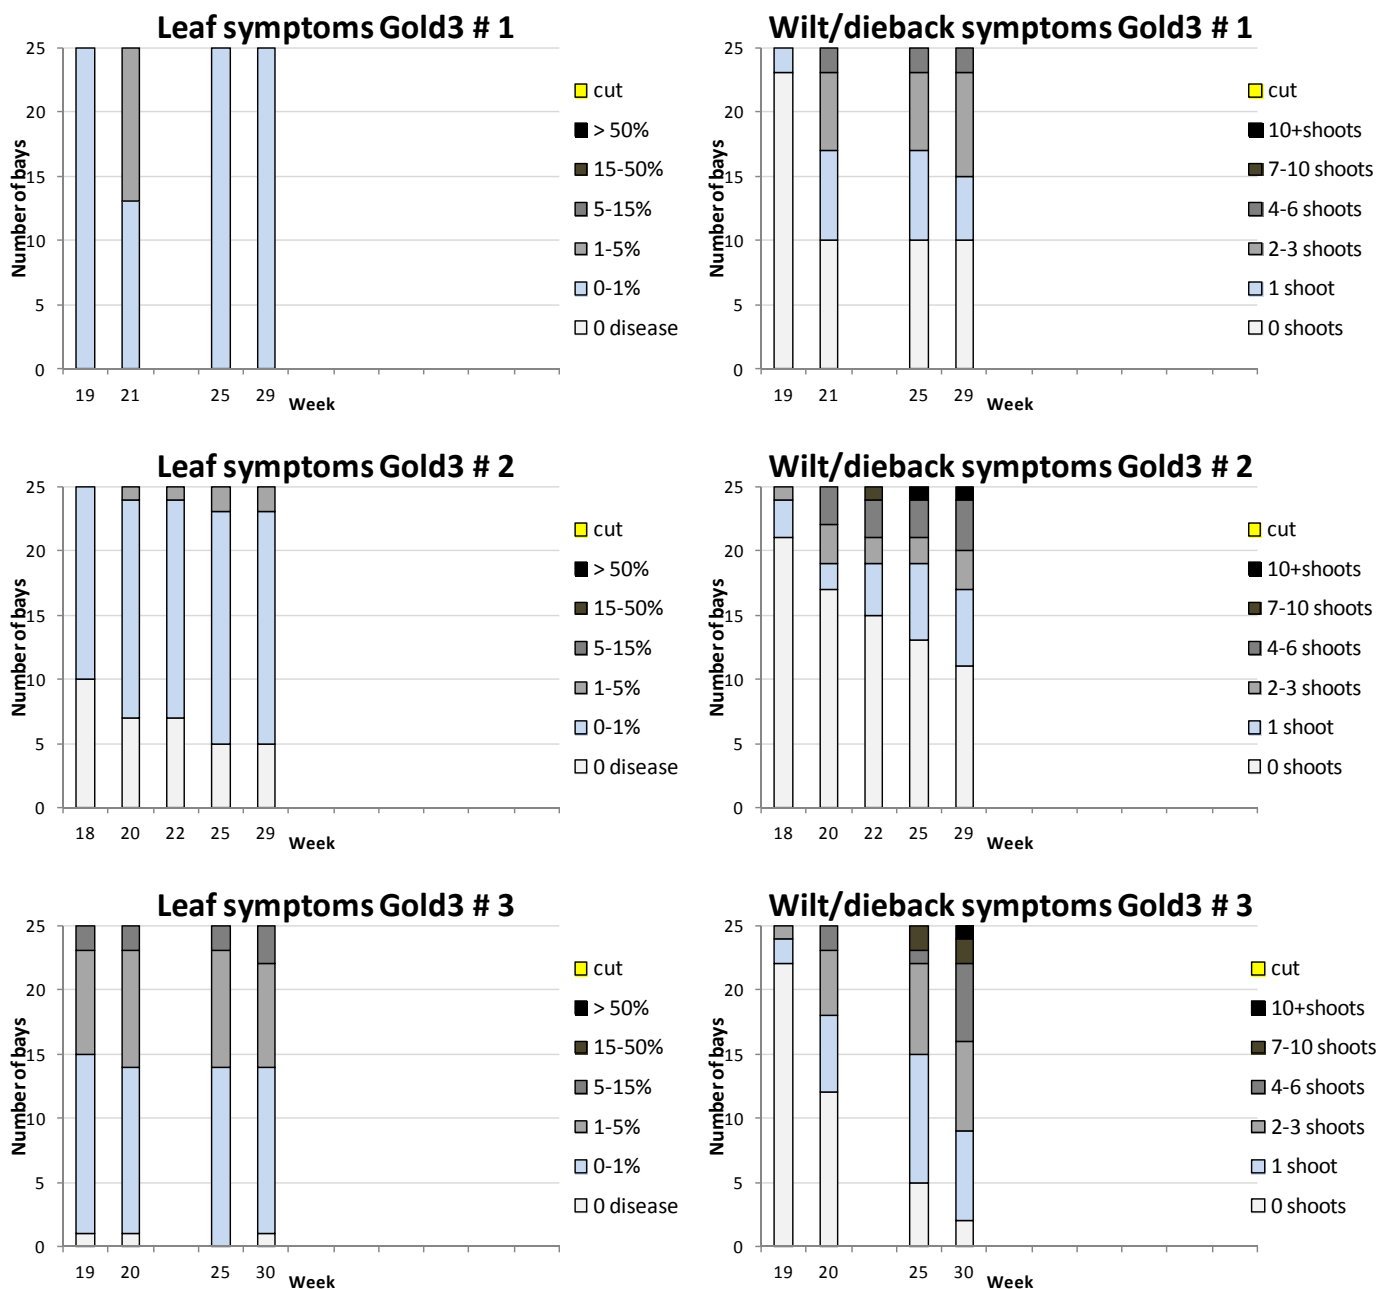 Leaf symptoms Gold3 # 1
Number of bays
25
20
15
10
5
0
19 21 25 29
Week
cut
> 50%
15-50%
5-15%
1-5%
0-1%
0 disease
Wilt/dieback symptoms Gold3 # 1
Number of bays
25
20
15
10
5
0
19 21 25 29
Week
cut
10+shoots
7-10 shoots
4-6 shoots
2-3 shoots
1 shoot
0 shoots
Leaf symptoms Gold3 # 2
Number of bays
25
20
15
10
5
0
18 20 22 25 29
Week
cut
> 50%
15-50%
5-15%
1-5%
0-1%
0 disease
Wilt/dieback symptoms Gold3 # 2
Number of bays
25
20
15
10
5
0
18 20 22 25 29
Week
cut
10+shoots
7-10 shoots
4-6 shoots
2-3 shoots
1 shoot
0 shoots
Leaf symptoms Gold3 # 3
Number of bays
25
20
15
10
5
0
19 20 25 30
Week
cut
> 50%
15-50%
5-15%
1-5%
0-1%
0 disease
Wilt/dieback symptoms Gold3 # 3
Number of bays
25
20
15
10
5
0
19 20 25 30
Week
cut
10+shoots
7-10 shoots
4-6 shoots
2-3 shoots
1 shoot
0 shoots